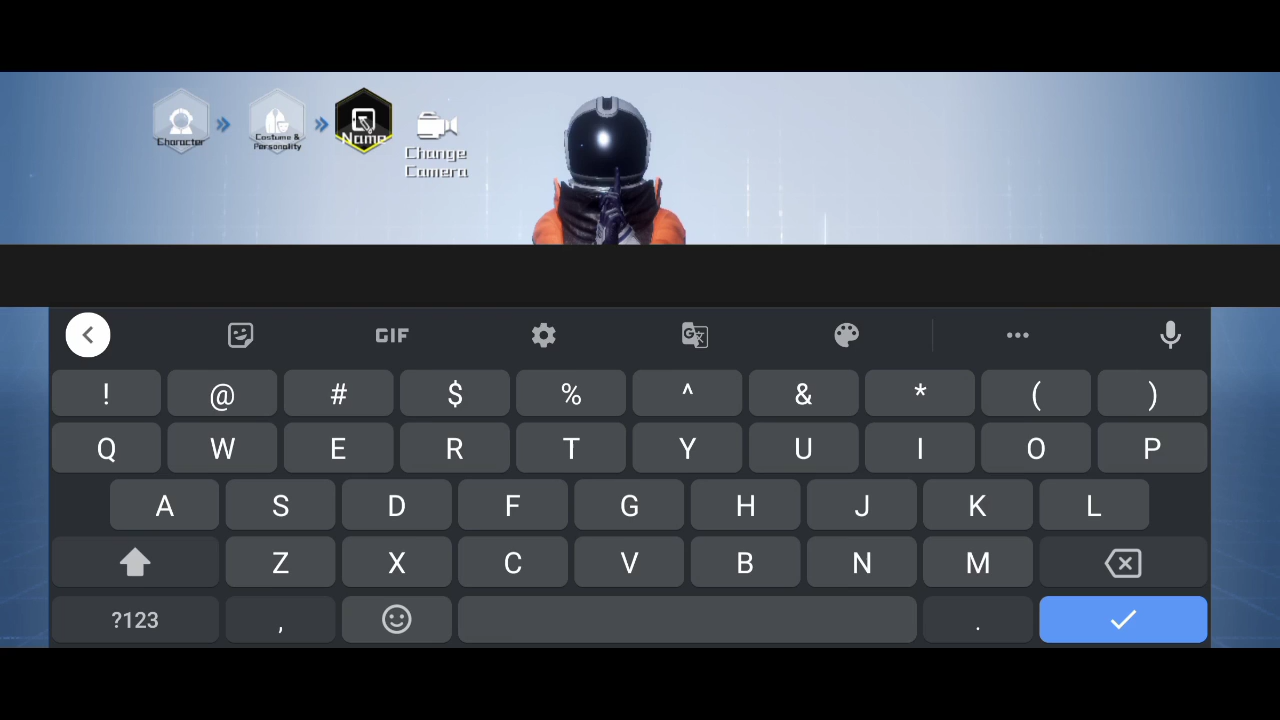 Character
Costume &
Personality
Name
Change
Camera
GIF
! @ # $ % ^ & * ( )
Q W E R T Y U I O P
A S D F G H J K L
Z X C V B N M
?123 , .